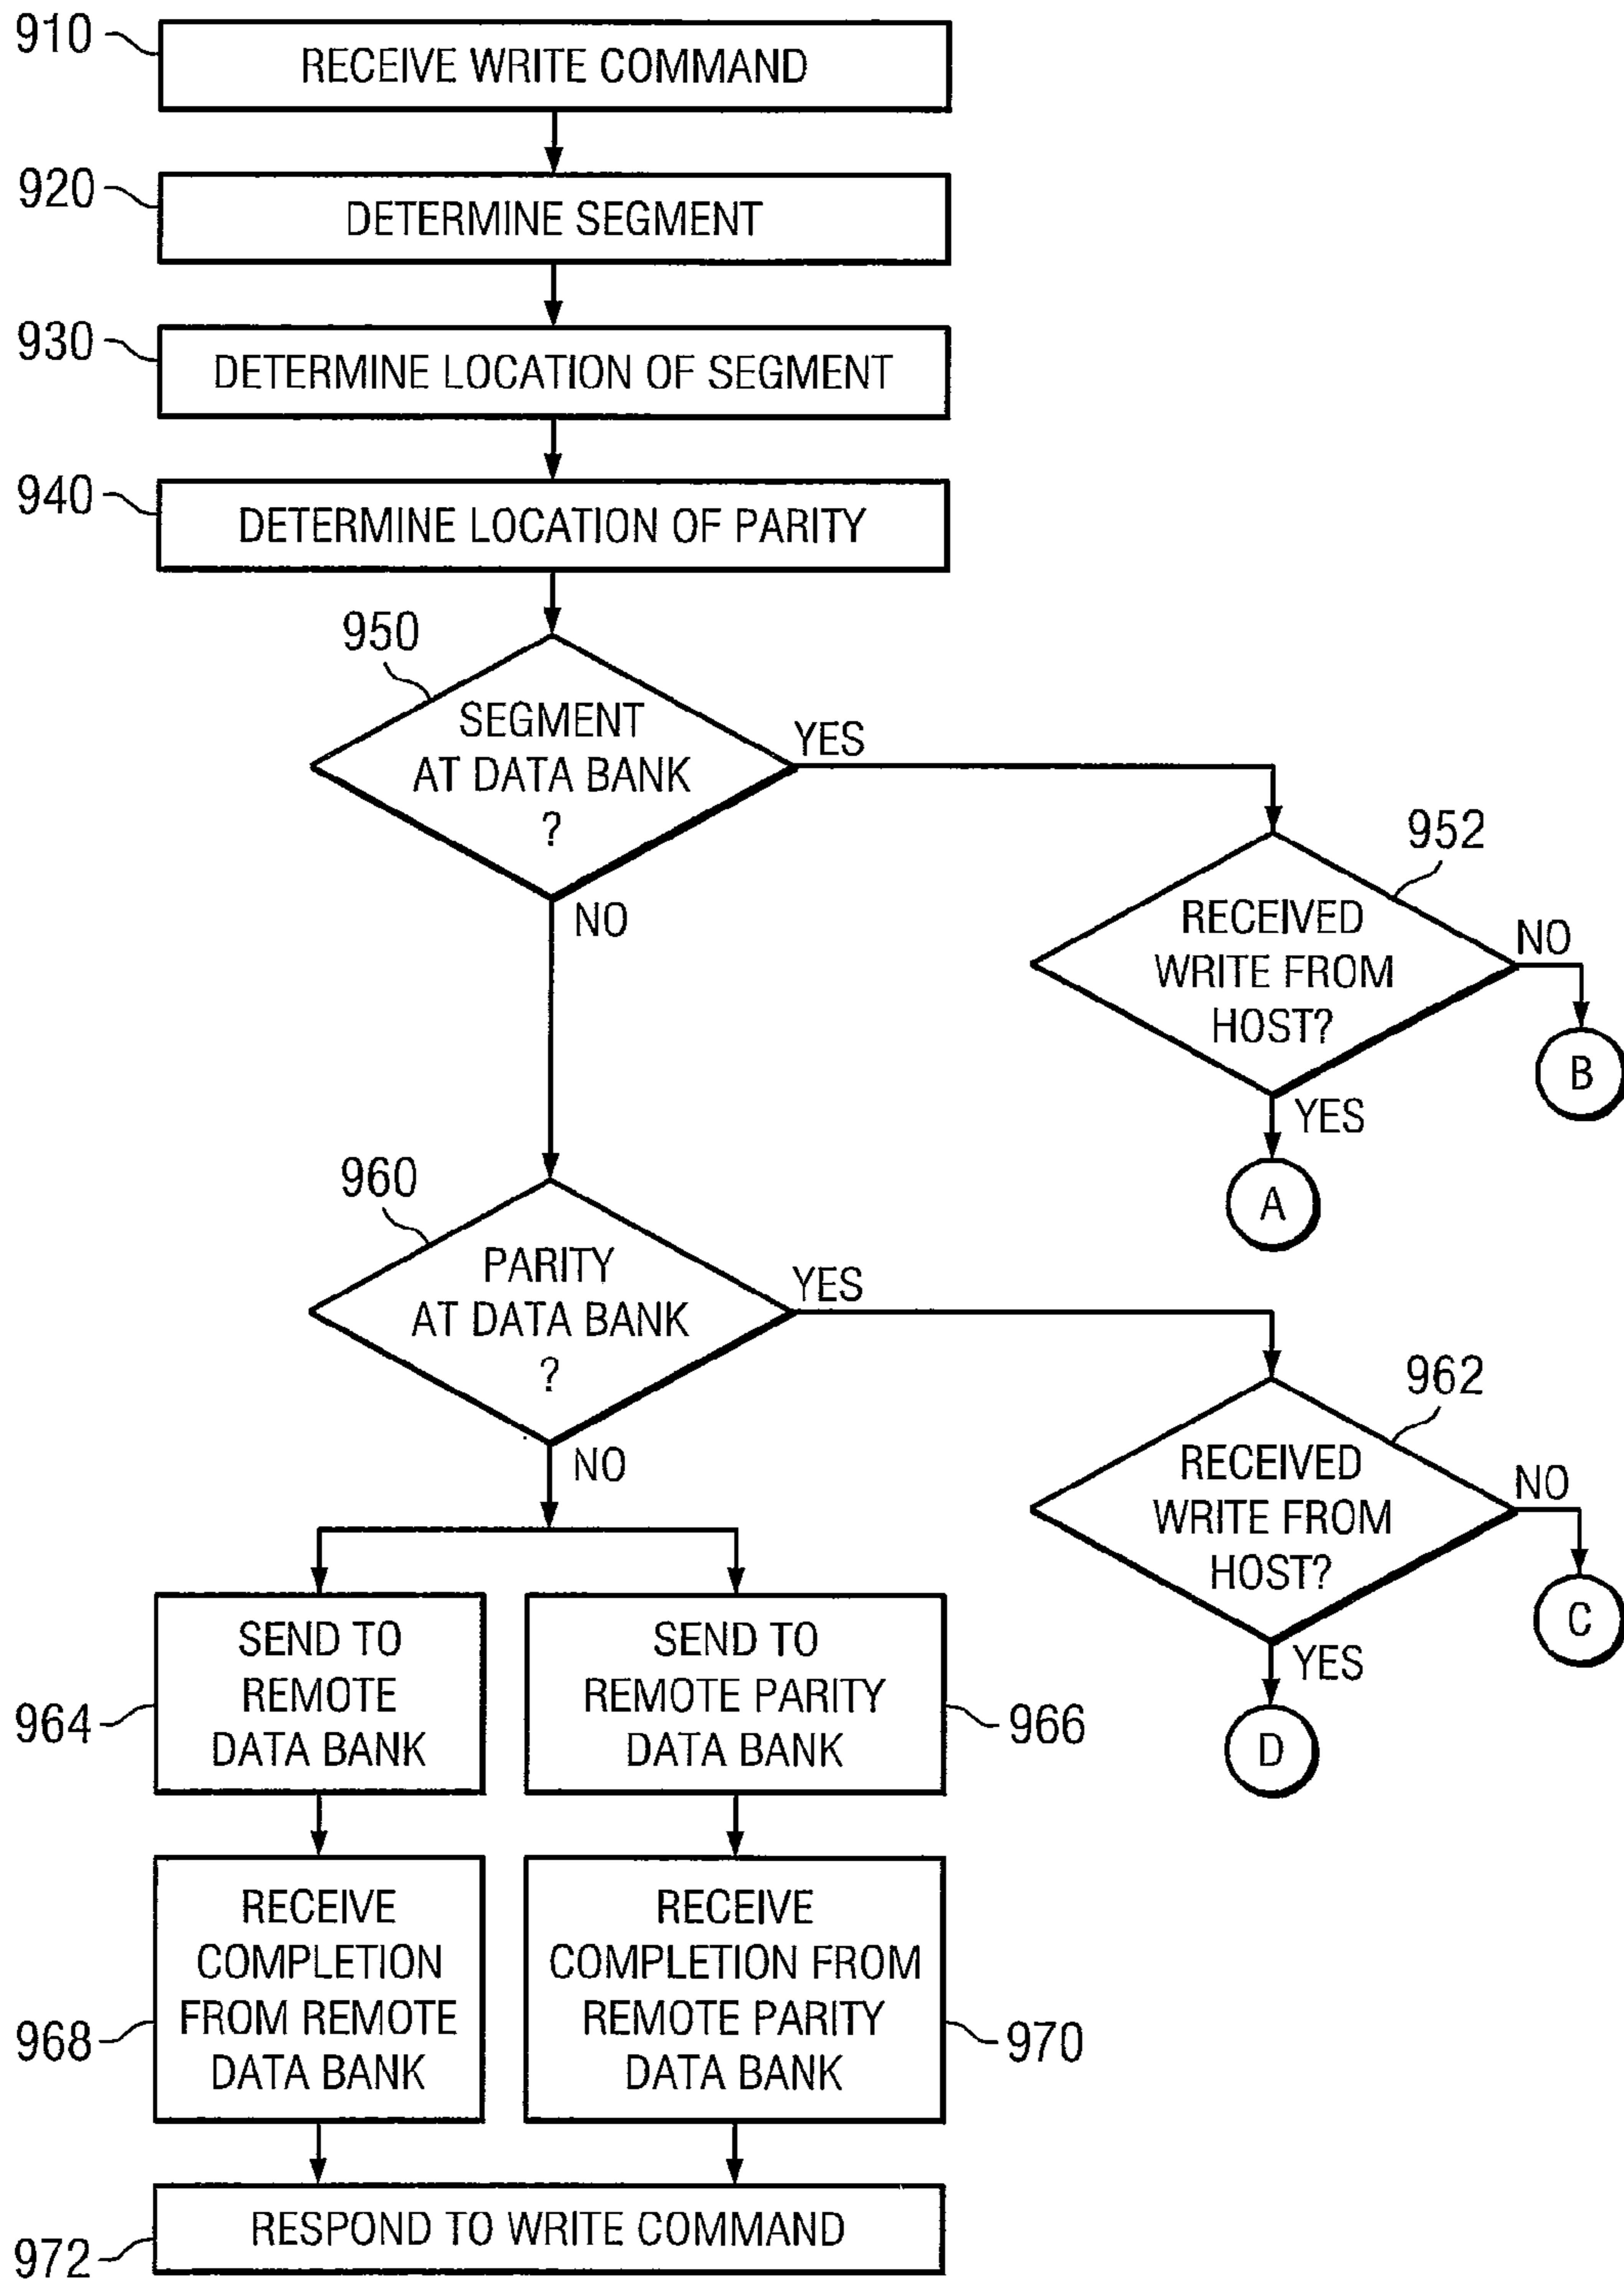 910
RECEIVE WRITE COMMAND
920
DETERMINE SEGMENT
930
DETERMINE LOCATION OF SEGMENT
940
DETERMINE LOCATION OF PARITY
950
SEGMENT
AT DATA BANK
?
YES
NO
952
RECEIVED
WRITE FROM
HOST?
NO
B
YES
A
960
PARITY
AT DATA BANK
?
YES
NO
962
RECEIVED
WRITE FROM
HOST?
NO
C
YES
D
964
SEND TO
REMOTE
DATA BANK
SEND TO
REMOTE PARITY
DATA BANK
966
968
RECEIVE
COMPLETION
FROM REMOTE
DATA BANK
RECEIVE
COMPLETION FROM
REMOTE PARITY
DATA BANK
970
972
RESPOND TO WRITE COMMAND